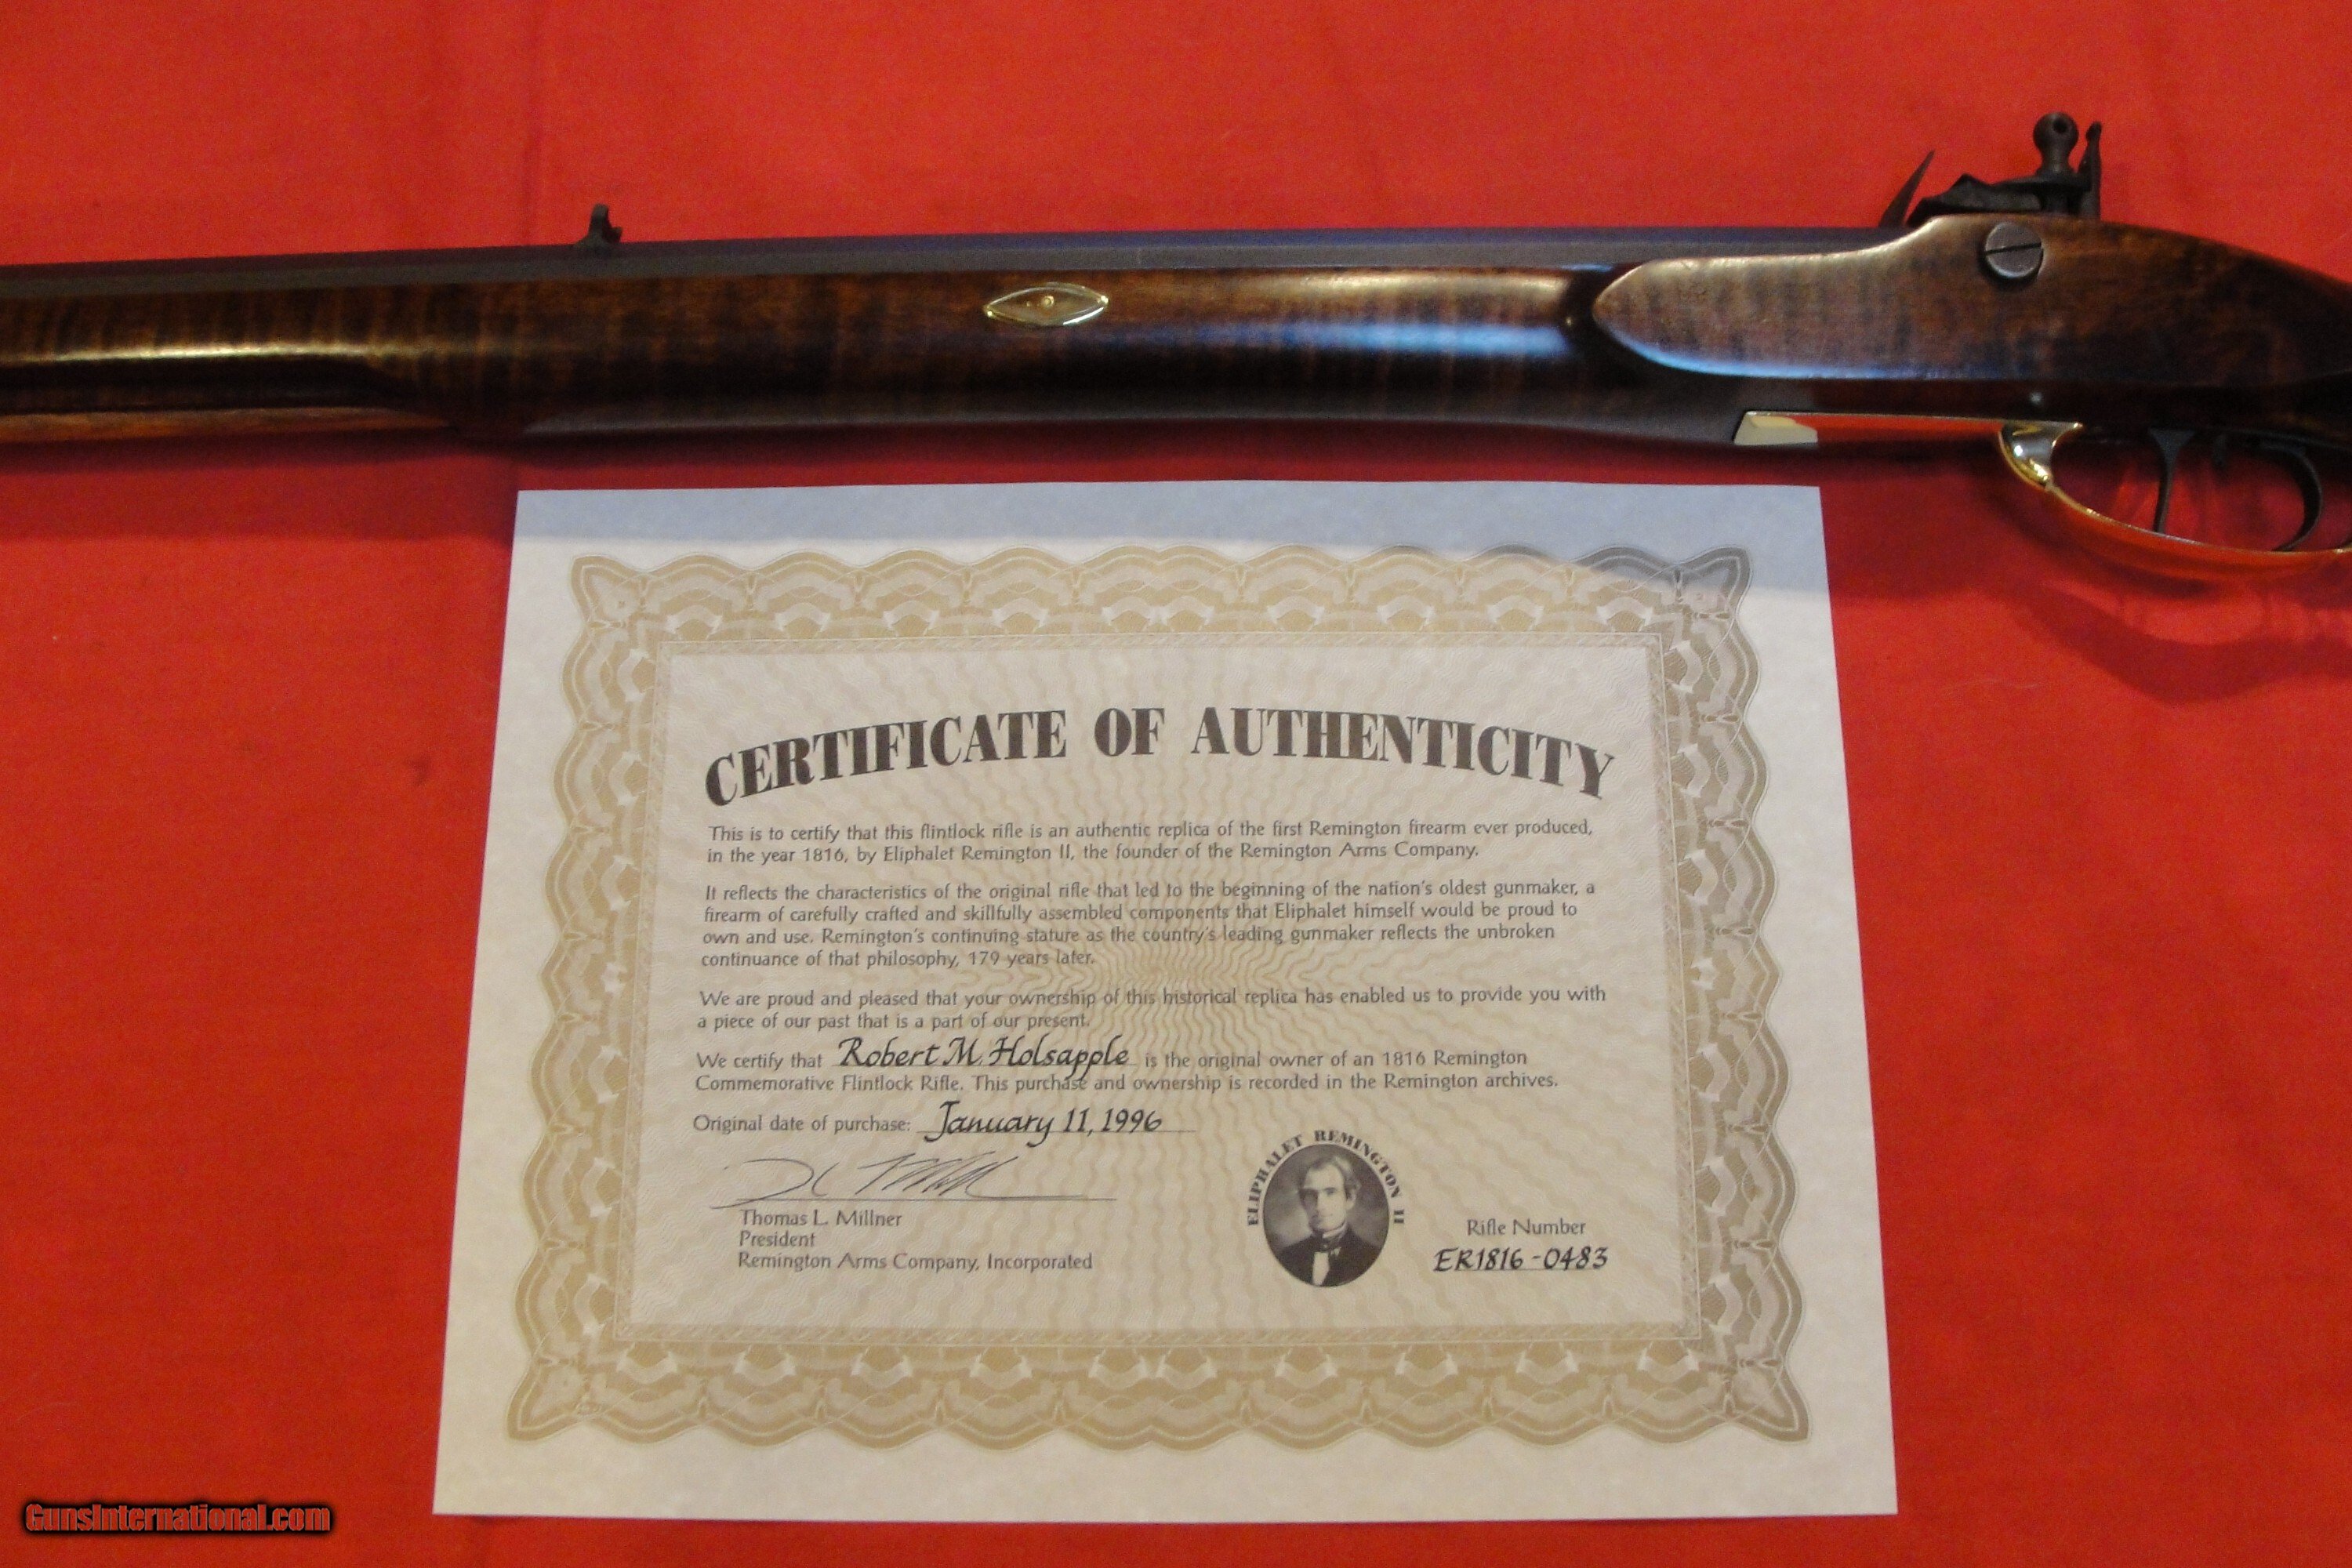 CERTIFICATE OF AUTHENTICITY
This is to certify that this flintlock rifle is an authentic replica of the first Remington firearm ever produced,
in the year 1816, by Eliphalet Remington II, the founder of the Remington Arms Company.
It reflects the characteristics of the original rifle that led to the beginning of the nation's oldest gunmaker, a
firearm of carefully crafted and skillfully assembled components that Eliphalet himself would be proud to
own and use. Remington's continuing stature as the country's leading gunmaker reflects the unbroken
continuance of that philosophy, 179 years later.
We are proud and pleased that your ownership of this historical replica has enabled us to provide you with
a piece of our past that is a part of our present.
We certify that Robert M. Holsapple is the original owner of an 1816 Remington
Commemorative Flintlock Rifle. This purchase and ownership is recorded in the Remington archives.
Original date of purchase: January 11, 1996
Thomas L. Millner
President
Remington Arms Company, Incorporated
ELIPHALET REMINGTON II
Rifle Number
ER1816-0483
GunsInternational.com